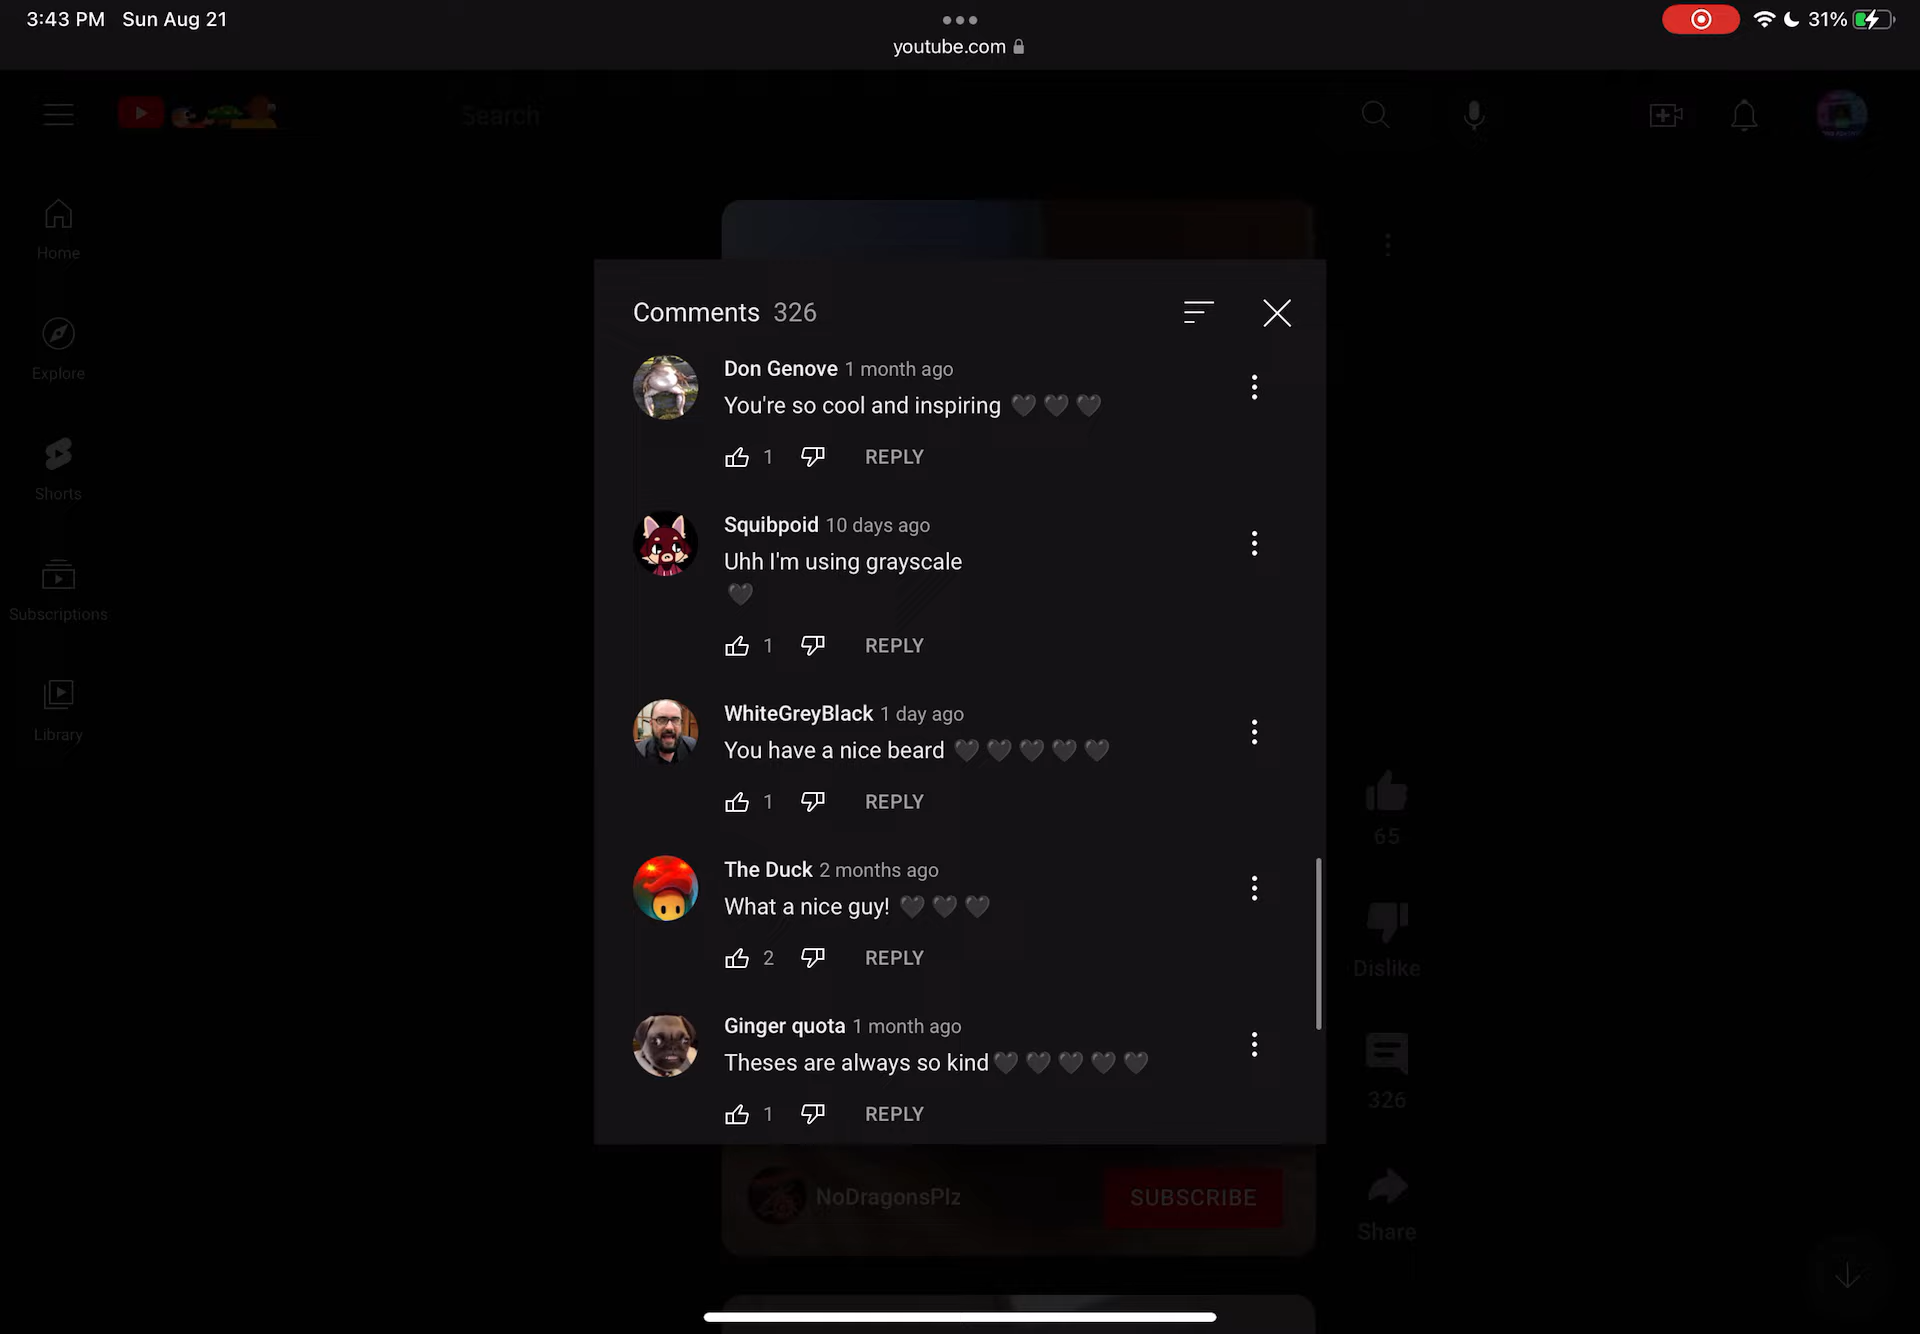 3:43 PM Sun Aug 21
31%
youtube.com
Search
Home
Explore
Shorts
Subscriptions
Library
Comments 326
Don Genove 1 month ago
You're so cool and inspiring 🖤 🖤 🖤
1 REPLY
Squibpoid 10 days ago
Uhh I'm using grayscale
🖤
1 REPLY
WhiteGreyBlack 1 day ago
You have a nice beard 🖤 🖤 🖤 🖤 🖤
1 REPLY
The Duck 2 months ago
What a nice guy! 🖤 🖤 🖤
2 REPLY
Ginger quota 1 month ago
Theses are always so kind🖤 🖤 🖤 🖤 🖤
1 REPLY
65
Dislike
326
Share
NoDragonsPlz
SUBSCRIBE